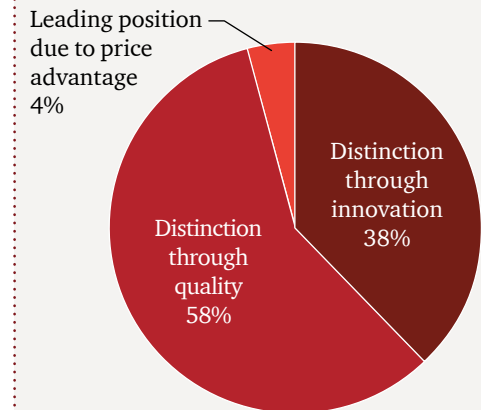 Leading position
due to price
advantage
4%
Distinction
through
innovation
38%
Distinction
through
quality
58%